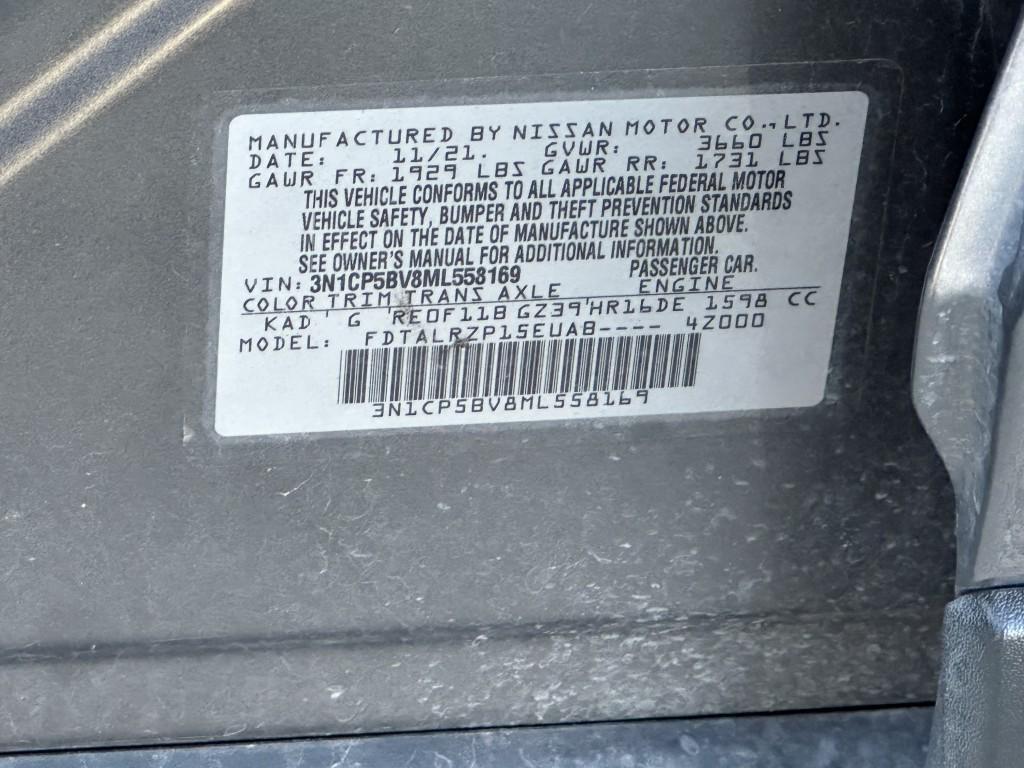 MANUFACTURED BY NISSAN MOTOR CO., LTD.
DATE: 11/21. GVWR: 3660 LBS
GAWR FR: 1929 LBS GAWR RR: 1731 LBS
THIS VEHICLE CONFORMS TO ALL APPLICABLE FEDERAL MOTOR
VEHICLE SAFETY, BUMPER AND THEFT PREVENTION STANDARDS
IN EFFECT ON THE DATE OF MANUFACTURE SHOWN ABOVE.
SEE OWNER'S MANUAL FOR ADDITIONAL INFORMATION.
VIN: 3N1CP5BV8ML558169 PASSENGER CAR.
COLOR TRIM TRANS AXLE ENGINE
KAD ' G 'RE0F11B GZ39'HR16DE 1598 CC
MODEL: FDTALRZP15EUAB---- 4Z000
3N1CP5BV8ML558169